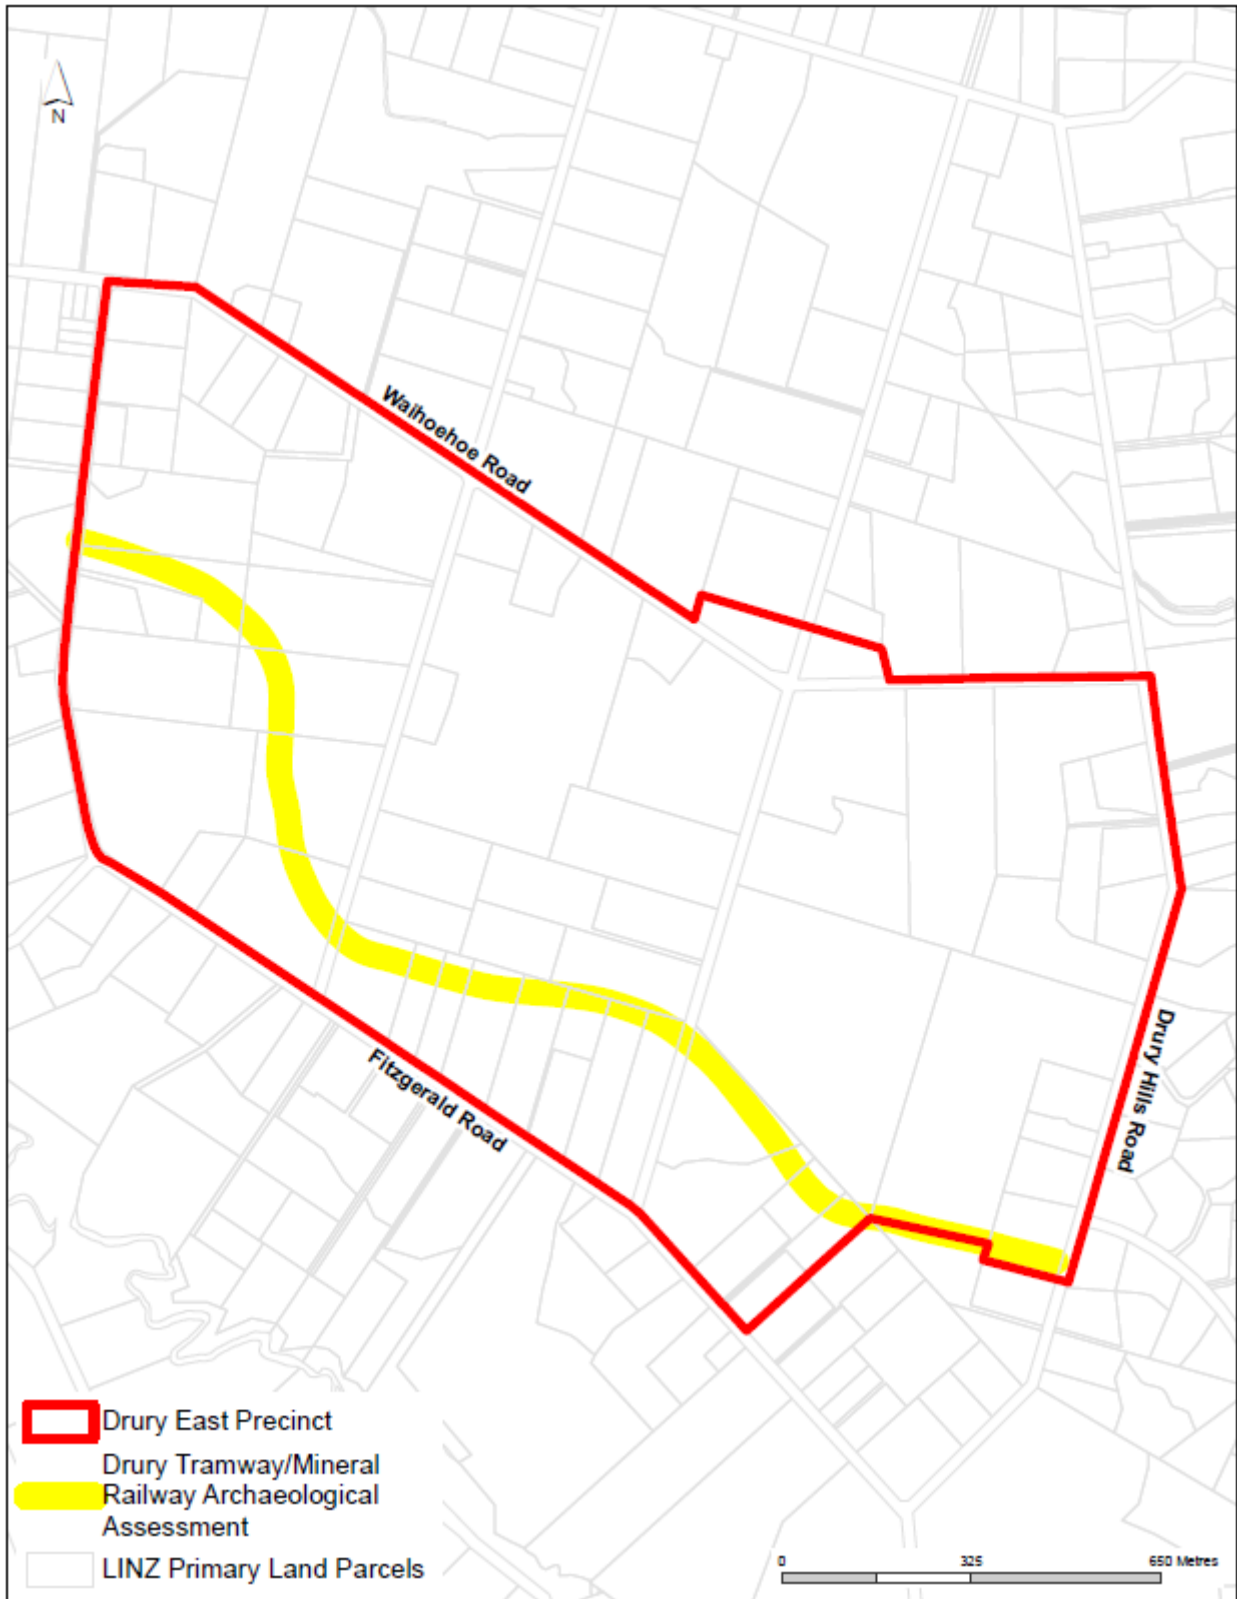 N
Waihoehoe Road
Drury Hills Road
Fitzgerald Road
Drury East Precinct
Drury Tramway/Mineral
Railway Archaeological
Assessment
LINZ Primary Land Parcels
0 325 650 Metres